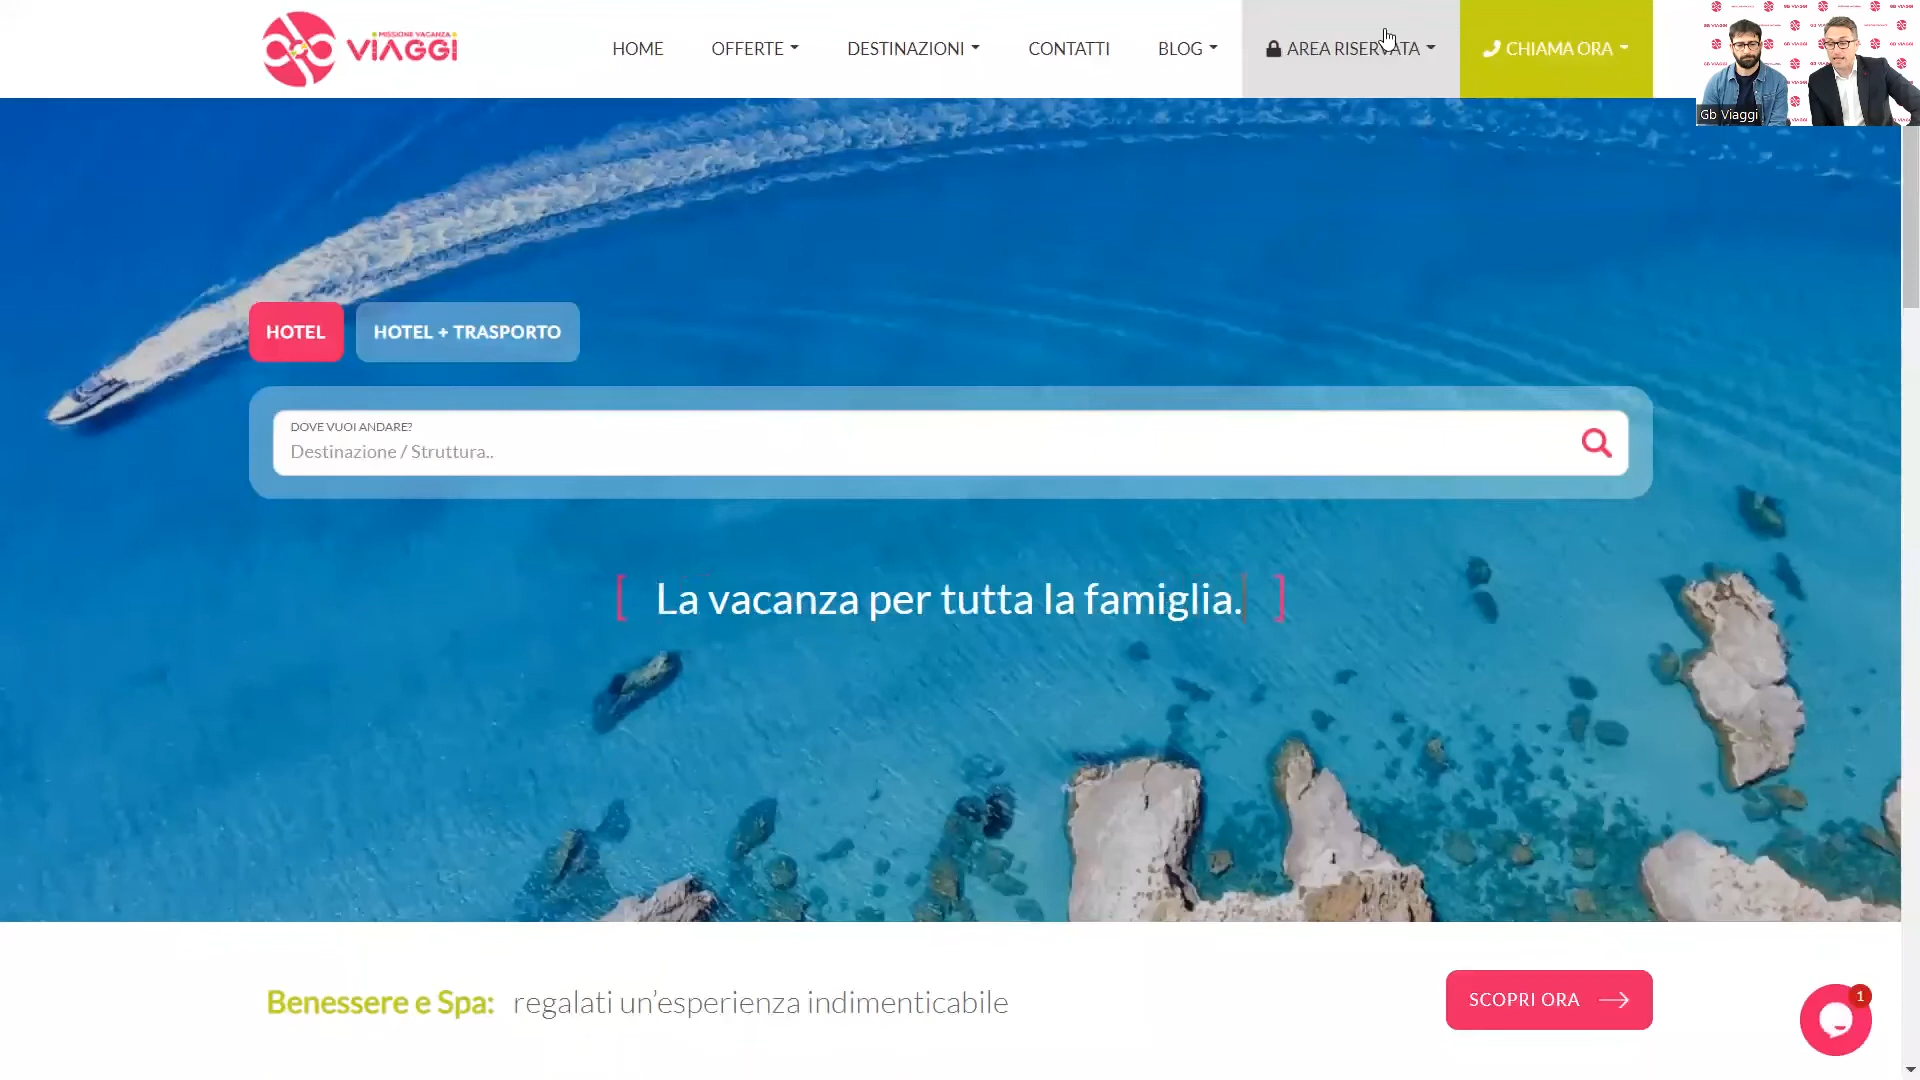 MISSIONE VACANZA
VIAGGI
HOME
OFFERTE
DESTINAZIONI
CONTATTI
BLOG
AREA RISERVATA
CHIAMA ORA
Gb Viaggi
HOTEL
HOTEL + TRASPORTO
DOVE VUOI ANDARE?
Destinazione / Struttura..
[ La vacanza per tutta la famiglia. ]
Benessere e Spa: regalati un'esperienza indimenticabile
SCOPRI ORA
1